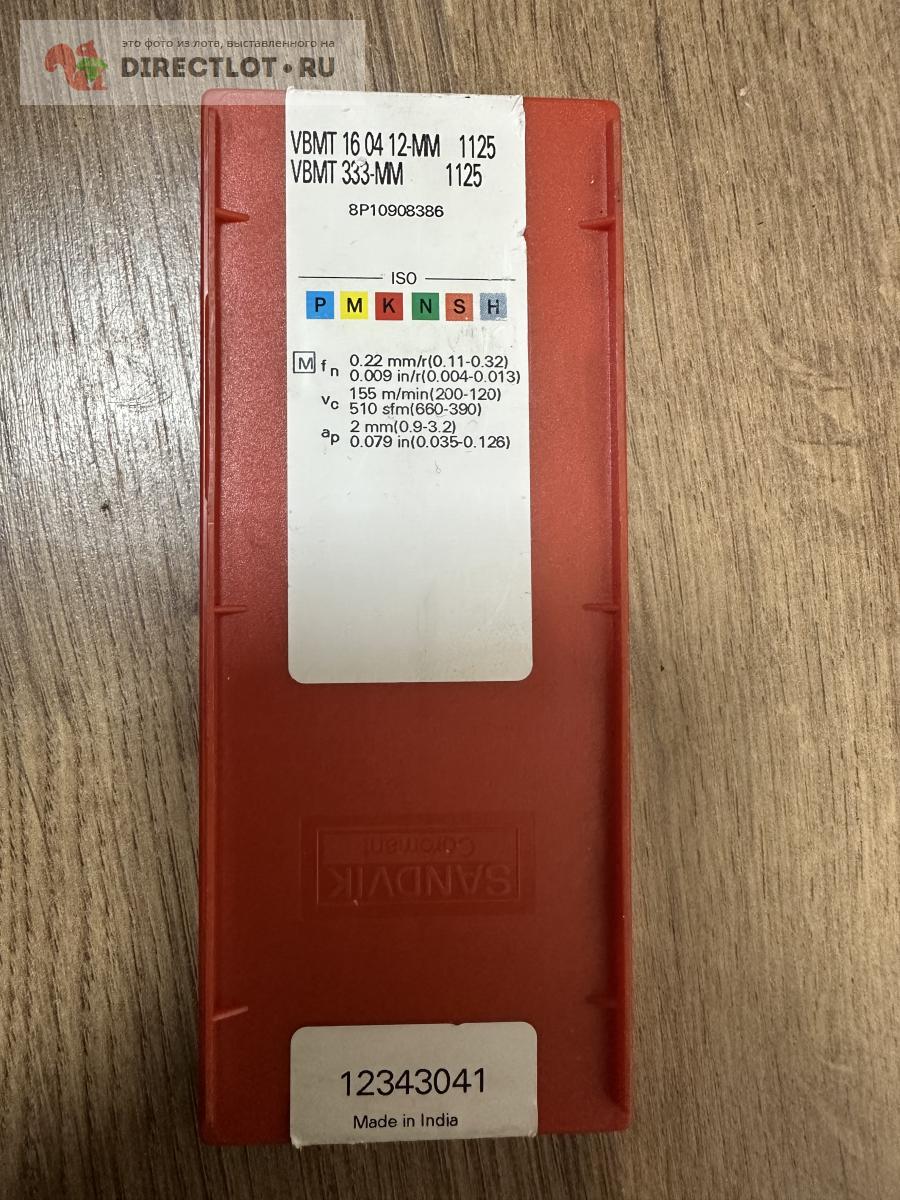 это фото из лота, выставленного на
DIRECTLOT.RU
VBMT 16 04 12-MM 1125
VBMT 333-MM 1125
8P10908386
ISO
P M K N S H
M fn 0.22 mm/r(0.11-0.32)
0.009 in/r(0.004-0.013)
vc 155 m/min(200-120)
510 sfm(660-390)
ap 2 mm(0.9-3.2)
0.079 in(0.035-0.126)
SANDVIK
Coromant
12343041
Made in India